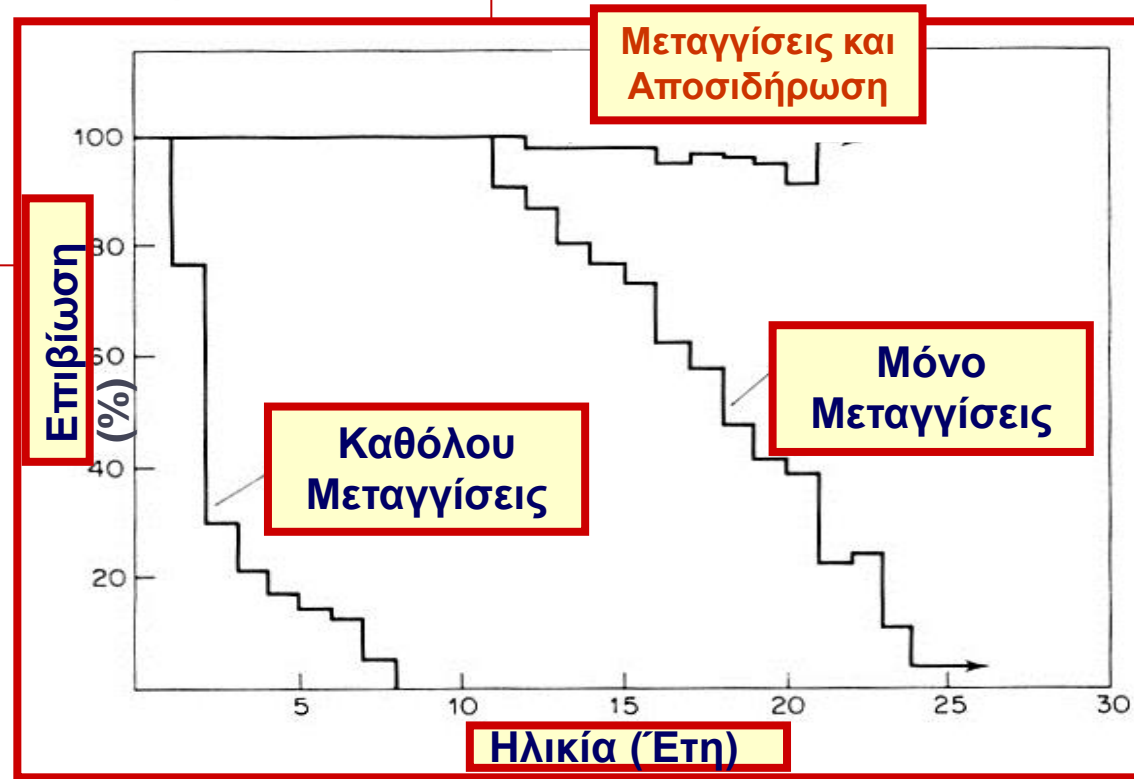 Μεταγγίσεις και
Αποσιδήρωση
100
80
60
40
20
Επιβίωση
(%)
Καθόλου
Μεταγγίσεις
Μόνο
Μεταγγίσεις
5 10 15 20 25 30
Ηλικία (Έτη)